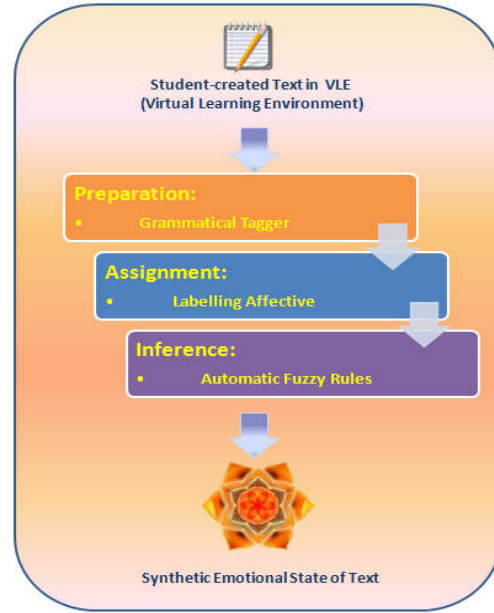 Student-created Text in VLE
(Virtual Learning Environment)
Preparation:
• Grammatical Tagger
Assignment:
• Labelling Affective
Inference:
• Automatic Fuzzy Rules
Synthetic Emotional State of Text